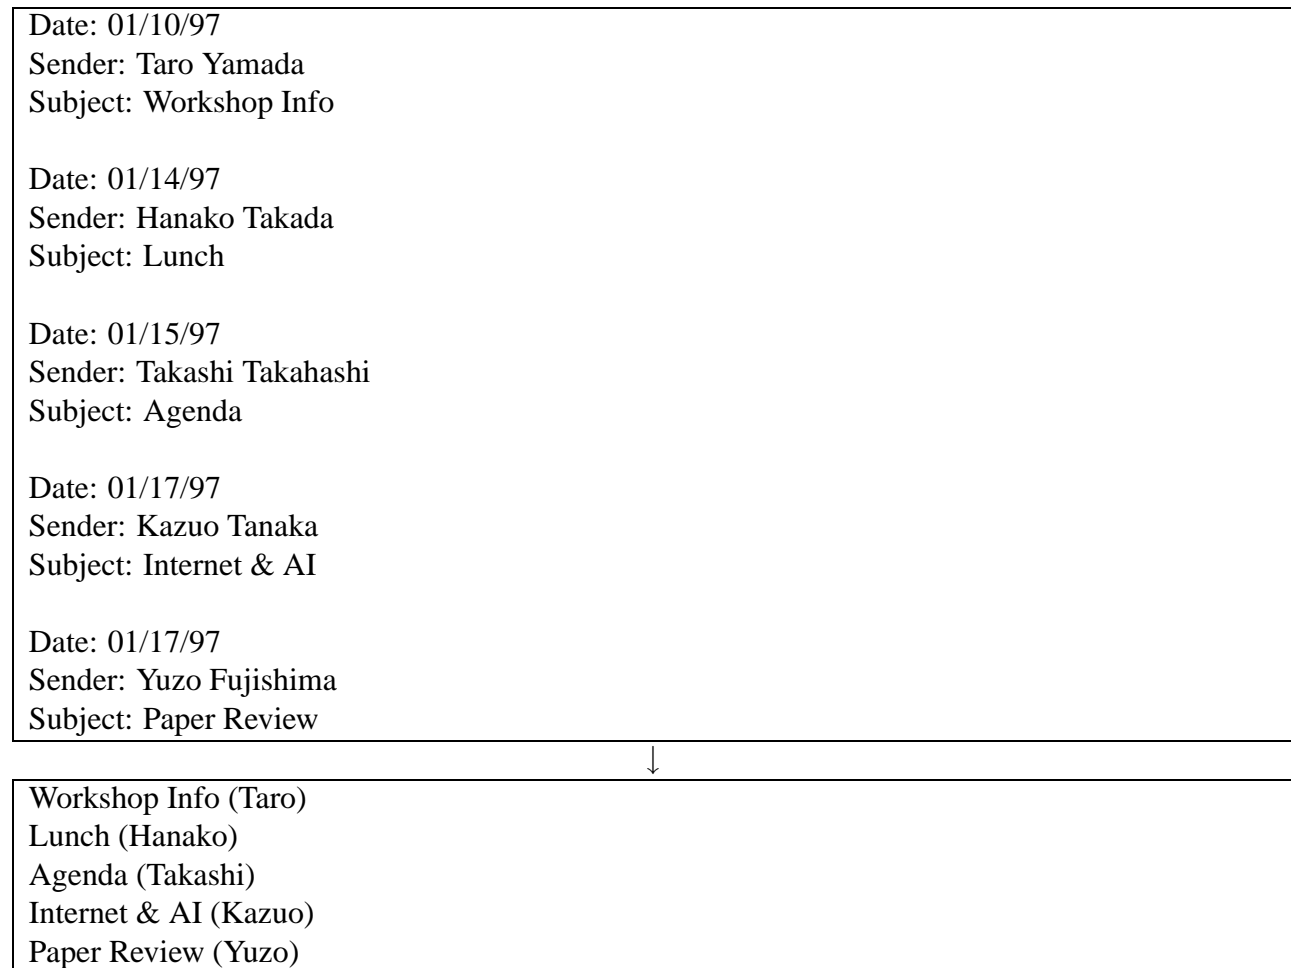 Date: 01/10/97
Sender: Taro Yamada
Subject: Workshop Info
Date: 01/14/97
Sender: Hanako Takada
Subject: Lunch
Date: 01/15/97
Sender: Takashi Takahashi
Subject: Agenda
Date: 01/17/97
Sender: Kazuo Tanaka
Subject: Internet & AI
Date: 01/17/97
Sender: Yuzo Fujishima
Subject: Paper Review
↓
Workshop Info (Taro)
Lunch (Hanako)
Agenda (Takashi)
Internet & AI (Kazuo)
Paper Review (Yuzo)